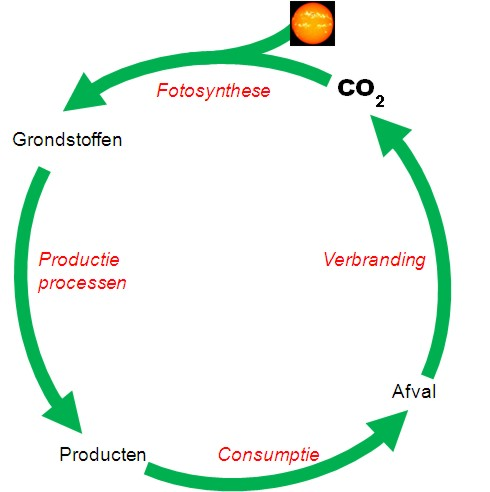 CO2
Fotosynthese
Grondstoffen
Productie
processen
Verbranding
Afval
Producten
Consumptie